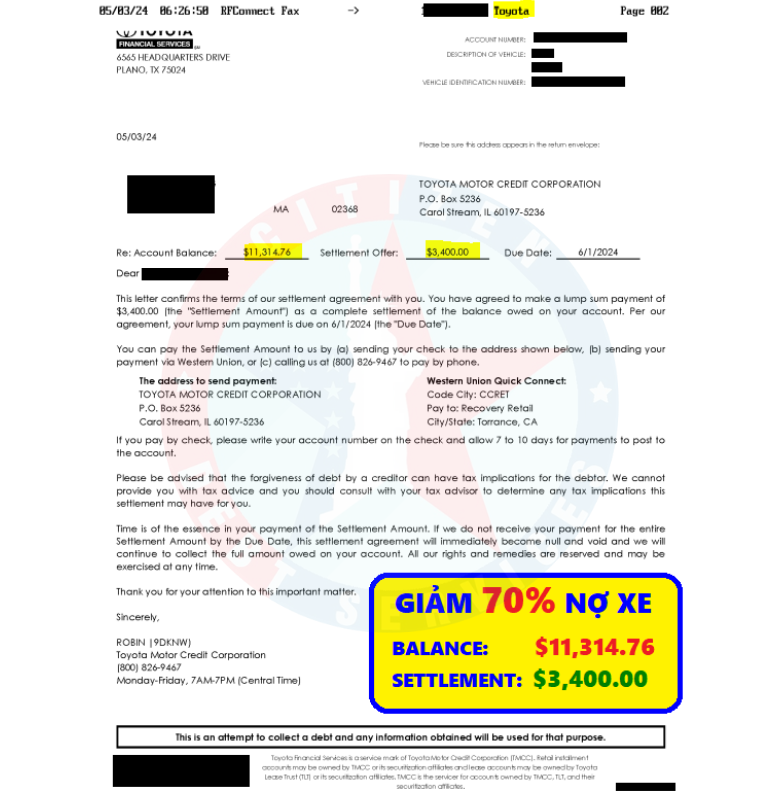 05/03/24 06:26:50 RFConnect Fax -> Toyota Page 002
TOYOTA
FINANCIAL SERVICES
6565 HEADQUARTERS DRIVE
PLANO, TX 75024
ACCOUNT NUMBER:
DESCRIPTION OF VEHICLE:
VEHICLE IDENTIFICATION NUMBER:
05/03/24
Please be sure this address appears in the return envelope:
TOYOTA MOTOR CREDIT CORPORATION
P.O. Box 5236
Carol Stream, IL 60197-5236
MA 02368
Re: Account Balance: $11,314.76 Settlement Offer: $3,400.00 Due Date: 6/1/2024
Dear :
This letter confirms the terms of our settlement agreement with you. You have agreed to make a lump sum payment of
$3,400.00 (the "Settlement Amount") as a complete settlement of the balance owed on your account. Per our
agreement, your lump sum payment is due on 6/1/2024 (the "Due Date").
You can pay the Settlement Amount to us by (a) sending your check to the address shown below, (b) sending your
payment via Western Union, or (c) calling us at (800) 826-9467 to pay by phone.
The address to send payment:
TOYOTA MOTOR CREDIT CORPORATION
P.O. Box 5236
Carol Stream, IL 60197-5236
Western Union Quick Connect:
Code City: CCRET
Pay to: Recovery Retail
City/State: Torrance, CA
If you pay by check, please write your account number on the check and allow 7 to 10 days for payments to post to
the account.
Please be advised that the forgiveness of debt by a creditor can have tax implications for the debtor. We cannot
provide you with tax advice and you should consult with your tax advisor to determine any tax implications this
settlement may have for you.
Time is of the essence in your payment of the Settlement Amount. If we do not receive your payment for the entire
Settlement Amount by the Due Date, this settlement agreement will immediately become null and void and we will
continue to collect the full amount owed on your account. All our rights and remedies are reserved and may be
exercised at any time.
Thank you for your attention to this important matter.
Sincerely,
ROBIN (9DKNW)
Toyota Motor Credit Corporation
(800) 826-9467
Monday-Friday, 7AM-7PM (Central Time)
GIẢM 70% NỢ XE
BALANCE: $11,314.76
SETTLEMENT: $3,400.00
This is an attempt to collect a debt and any information obtained will be used for that purpose.
Toyota Financial Services is a service mark of Toyota Motor Credit Corporation (TMCC). Retail installment
accounts may be owned by TMCC or its securitization affiliates and lease accounts may be owned by Toyota
Lease Trust (TLT) or its securitization affiliates. TMCC is the servicer for accounts owned by TMCC, TLT, and their
securitization affiliates.
CITIZEN
SERVICES